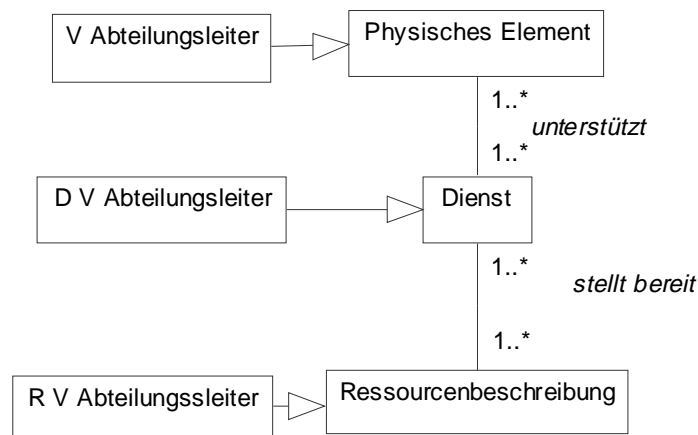 V Abteilungsleiter
Physisches Element
1..*
unterstützt
1..*
D V Abteilungsleiter
Dienst
1..*
stellt bereit
1..*
R V Abteilungssleiter
Ressourcenbeschreibung